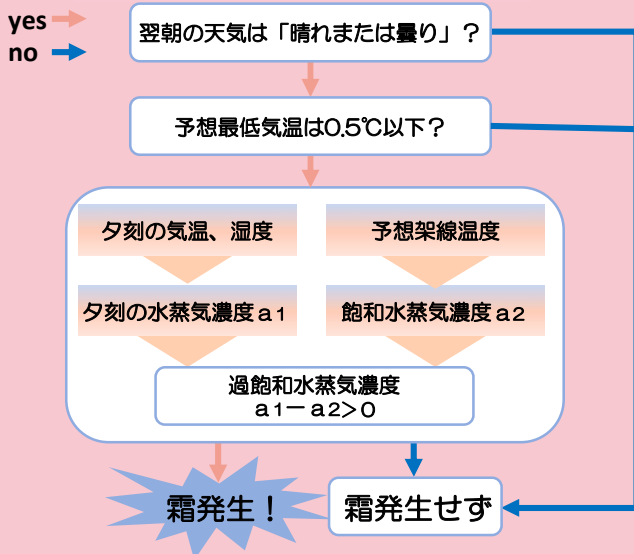 yes
no
翌朝の天気は「晴れまたは曇り」？
予想最低気温は0.5℃以下？
夕刻の気温、湿度
予想架線温度
夕刻の水蒸気濃度a1
飽和水蒸気濃度a2
過飽和水蒸気濃度
a1－a2>0
霜発生！
霜発生せず